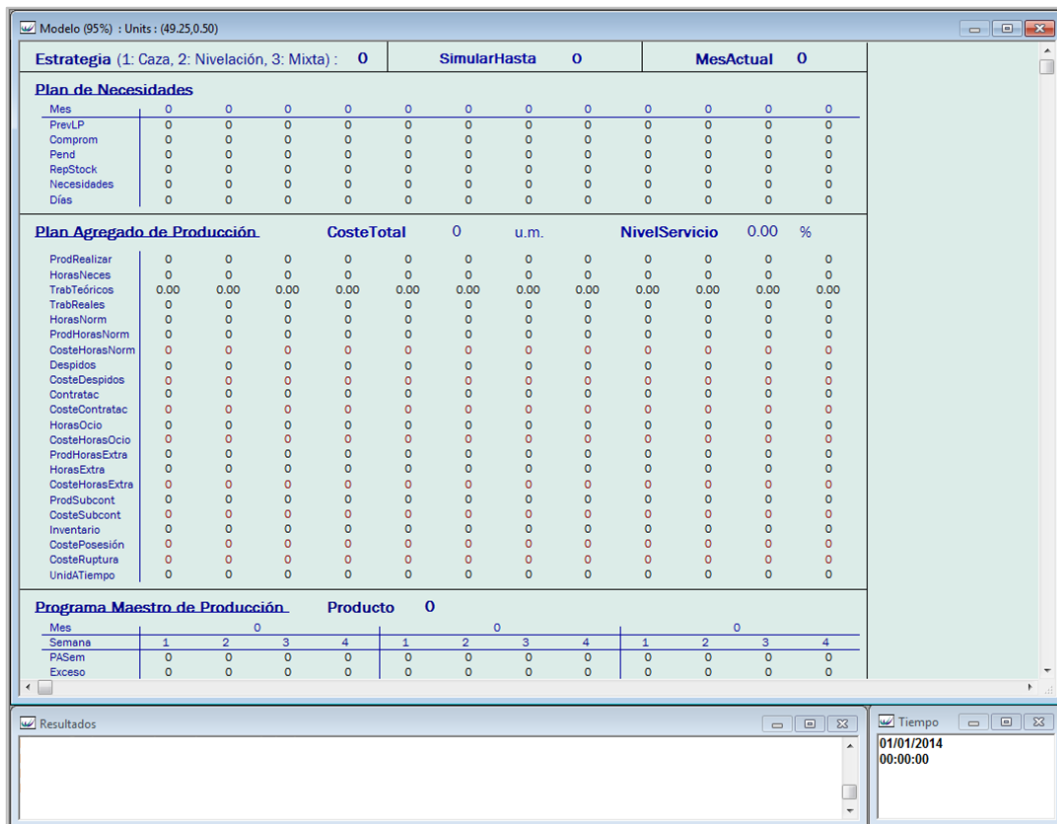 Modelo (95%) : Units : (49.25,0.50)
Estrategia (1: Caza, 2: Nivelación, 3: Mixta) : 0 SimularHasta 0 MesActual 0
Plan de Necesidades
Mes 0 0 0 0 0 0 0 0 0 0 0 0
PrevLP 0 0 0 0 0 0 0 0 0 0 0 0
Comprom 0 0 0 0 0 0 0 0 0 0 0 0
Pend 0 0 0 0 0 0 0 0 0 0 0 0
RepStock 0 0 0 0 0 0 0 0 0 0 0 0
Necesidades 0 0 0 0 0 0 0 0 0 0 0 0
Días 0 0 0 0 0 0 0 0 0 0 0 0
Plan Agregado de Producción CosteTotal 0 u.m. NivelServicio 0.00 %
ProdRealizar 0 0 0 0 0 0 0 0 0 0 0 0
HorasNeces 0 0 0 0 0 0 0 0 0 0 0 0
TrabTeóricos 0.00 0.00 0.00 0.00 0.00 0.00 0.00 0.00 0.00 0.00 0.00 0.00
TrabReales 0 0 0 0 0 0 0 0 0 0 0 0
HorasNorm 0 0 0 0 0 0 0 0 0 0 0 0
ProdHorasNorm 0 0 0 0 0 0 0 0 0 0 0 0
CosteHorasNorm 0 0 0 0 0 0 0 0 0 0 0 0
Despidos 0 0 0 0 0 0 0 0 0 0 0 0
CosteDespidos 0 0 0 0 0 0 0 0 0 0 0 0
Contratac 0 0 0 0 0 0 0 0 0 0 0 0
CosteContratac 0 0 0 0 0 0 0 0 0 0 0 0
HorasOcio 0 0 0 0 0 0 0 0 0 0 0 0
CosteHorasOcio 0 0 0 0 0 0 0 0 0 0 0 0
ProdHorasExtra 0 0 0 0 0 0 0 0 0 0 0 0
HorasExtra 0 0 0 0 0 0 0 0 0 0 0 0
CosteHorasExtra 0 0 0 0 0 0 0 0 0 0 0 0
ProdSubcont 0 0 0 0 0 0 0 0 0 0 0 0
CosteSubcont 0 0 0 0 0 0 0 0 0 0 0 0
Inventario 0 0 0 0 0 0 0 0 0 0 0 0
CostePosesión 0 0 0 0 0 0 0 0 0 0 0 0
CosteRuptura 0 0 0 0 0 0 0 0 0 0 0 0
UnidATiempo 0 0 0 0 0 0 0 0 0 0 0 0
Programa Maestro de Producción Producto 0
Mes 0 0 0
Semana 1 2 3 4 1 2 3 4 1 2 3 4
PASem 0 0 0 0 0 0 0 0 0 0 0 0
Exceso 0 0 0 0 0 0 0 0 0 0 0 0
Resultados
Tiempo
01/01/2014
00:00:00